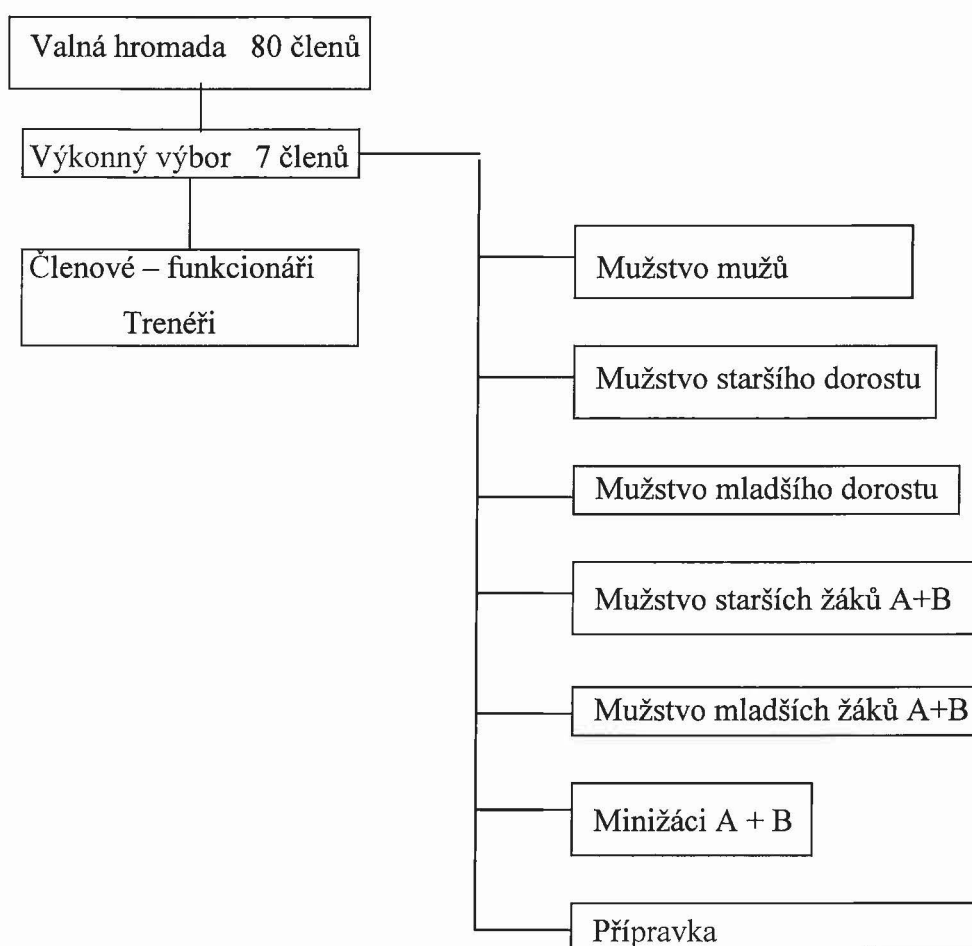 Valná hromada 80 členů
Výkonný výbor 7 členů
Členové – funkcionáři
Trenéři
Mužstvo mužů
Mužstvo staršího dorostu
Mužstvo mladšího dorostu
Mužstvo starších žáků A+B
Mužstvo mladších žáků A+B
Minižáci A + B
Přípravka